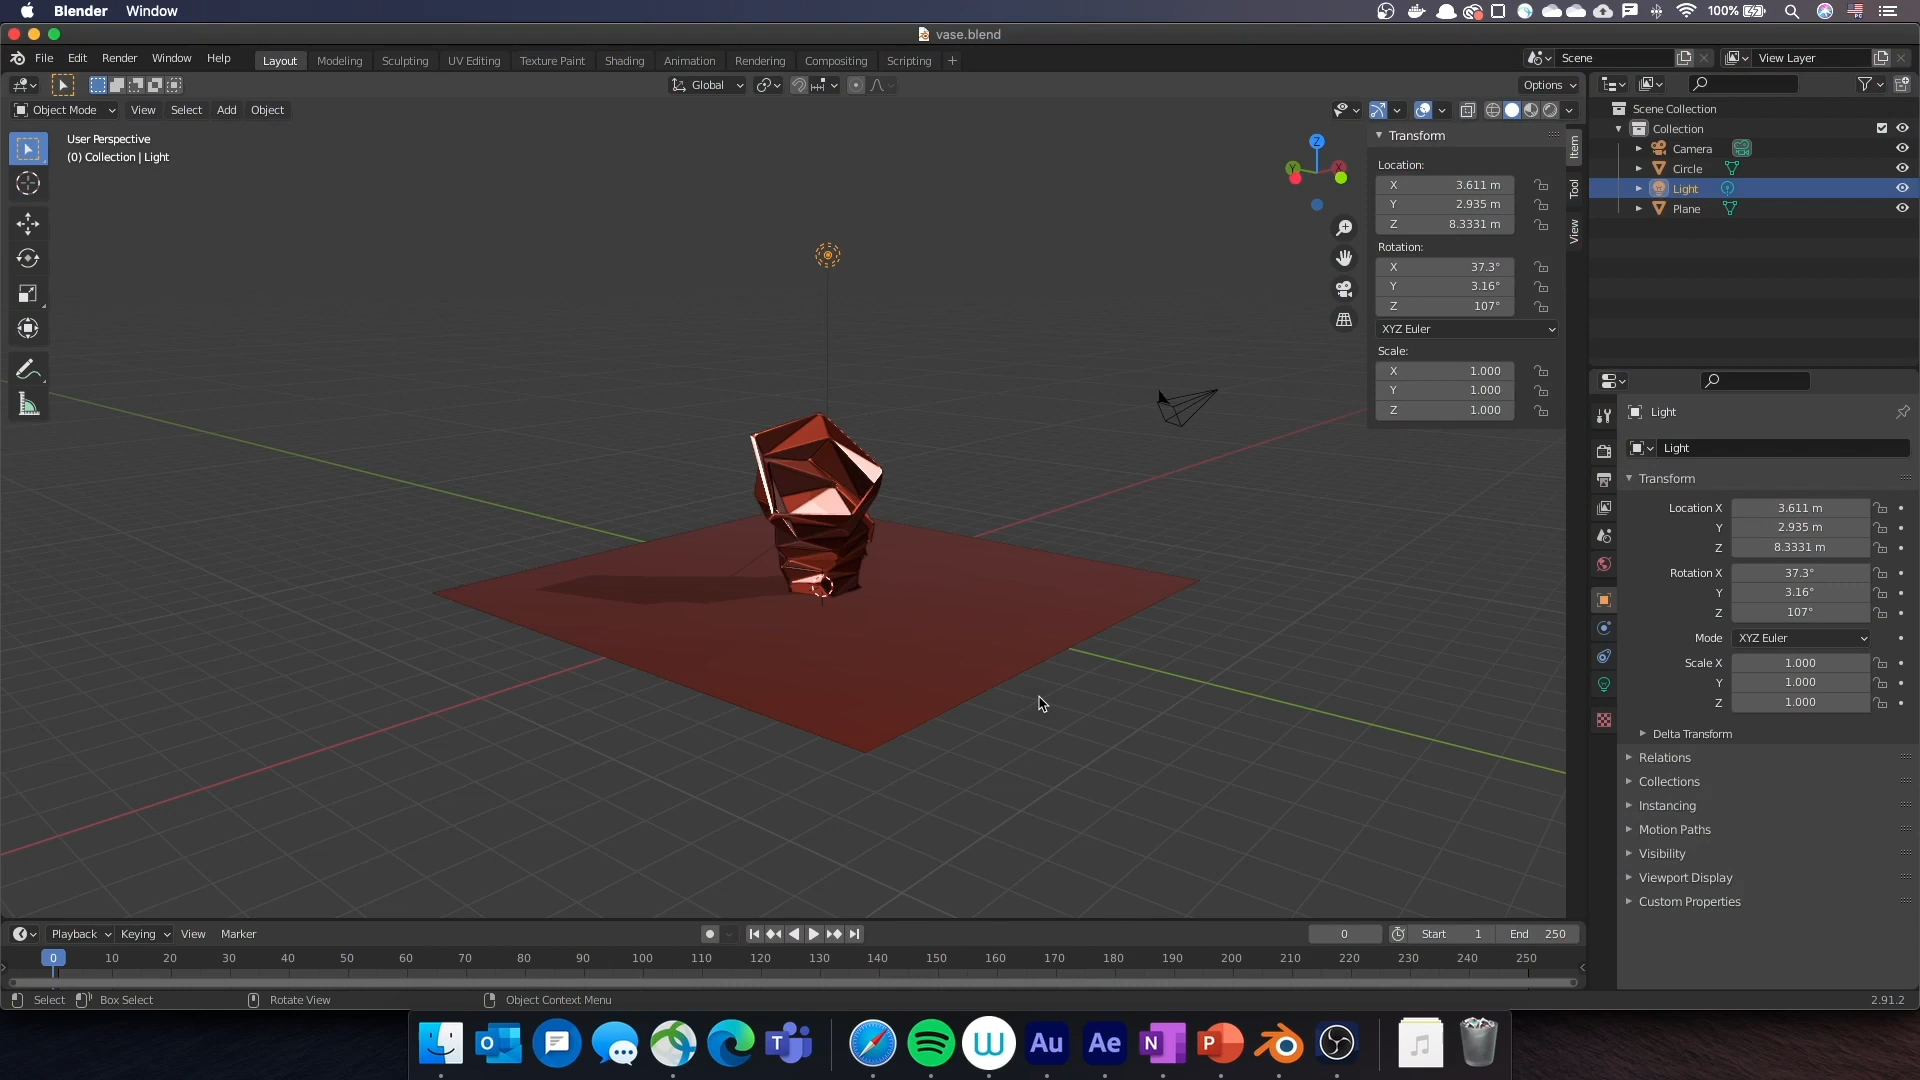 Blender Window 100%
vase.blend
File Edit Render Window Help Layout Modeling Sculpting UV Editing Texture Paint Shading Animation Rendering Compositing Scripting + Scene View Layer
Global Options
Object Mode View Select Add Object
User Perspective
(0) Collection | Light
Z
Y
X
Transform
Location:
X 3.611 m
Y 2.935 m
Z 8.3331 m
Rotation:
X 37.3°
Y 3.16°
Z 107°
XYZ Euler
Scale:
X 1.000
Y 1.000
Z 1.000
Item
Tool
View
Scene Collection
Collection
Camera
Circle
Light
Plane
Light
Light
Transform
Location X 3.611 m
Y 2.935 m
Z 8.3331 m
Rotation X 37.3°
Y 3.16°
Z 107°
Mode XYZ Euler
Scale X 1.000
Y 1.000
Z 1.000
Delta Transform
Relations
Collections
Instancing
Motion Paths
Visibility
Viewport Display
Custom Properties
Playback Keying View Marker 0 Start 1 End 250
0 10 20 30 40 50 60 70 80 90 100 110 120 130 140 150 160 170 180 190 200 210 220 230 240 250
Select Box Select Rotate View Object Context Menu 2.91.2
O T W Au Ae N P